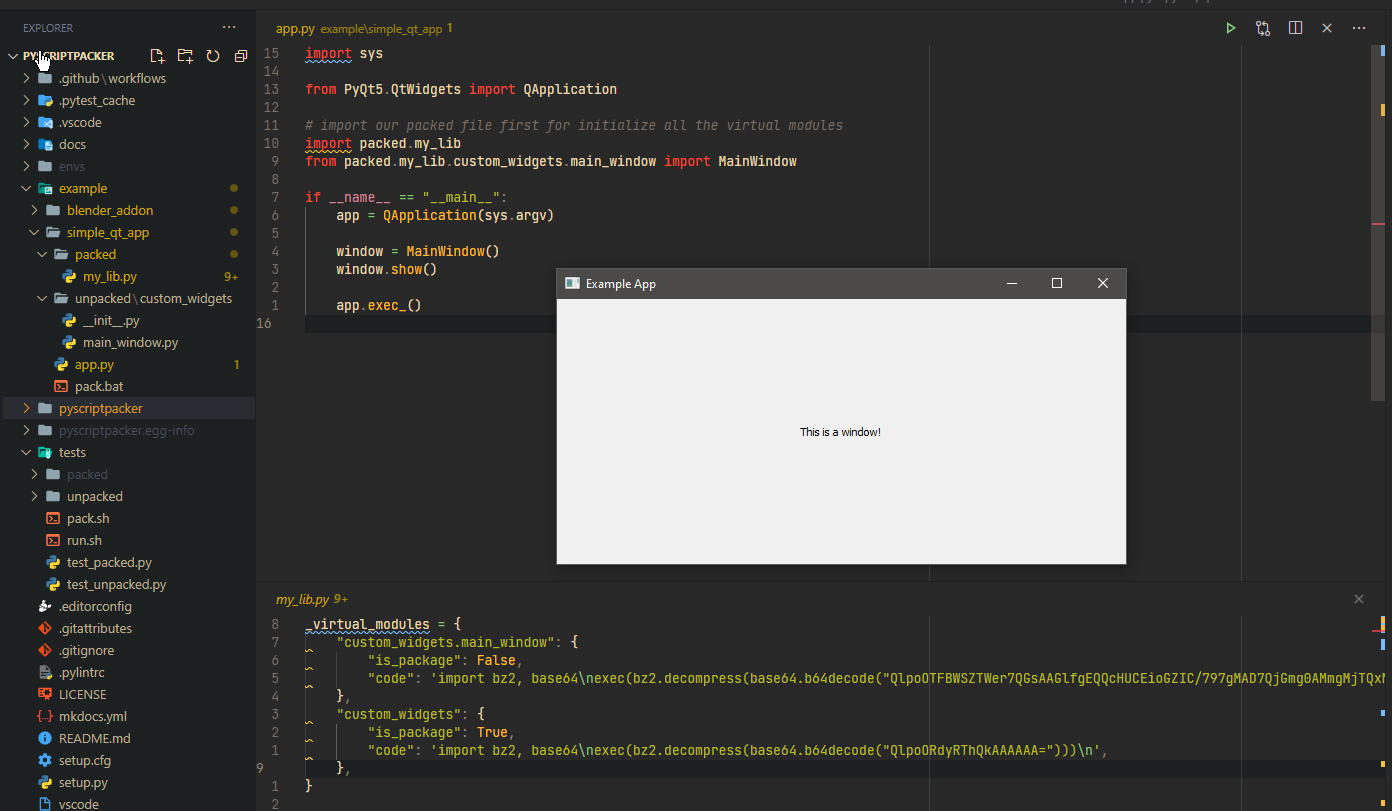 EXPLORER
PYSCRIPTPACKER
.github\workflows
.pytest_cache
.vscode
docs
envs
example
blender_addon
simple_qt_app
packed
my_lib.py 9+
unpacked\custom_widgets
__init__.py
main_window.py
app.py 1
pack.bat
pyscriptpacker
pyscriptpacker.egg-info
tests
packed
unpacked
pack.sh
run.sh
test_packed.py
test_unpacked.py
.editorconfig
.gitattributes
.gitignore
.pylintrc
LICENSE
mkdocs.yml
README.md
setup.cfg
setup.py
vscode
app.py example\simple_qt_app 1
15 import sys
14
13 from PyQt5.QtWidgets import QApplication
12
11 # import our packed file first for initialize all the virtual modules
10 import packed.my_lib
9 from packed.my_lib.custom_widgets.main_window import MainWindow
8
7 if __name__ == "__main__":
6 app = QApplication(sys.argv)
5
4 window = MainWindow()
3 window.show()
2
1 app.exec_()
16
Example App
This is a window!
my_lib.py 9+
8 _virtual_modules = {
7 "custom_widgets.main_window": {
6 "is_package": False,
5 "code": 'import bz2, base64\nexec(bz2.decompress(base64.b64decode("QlpoOTFBWSZTWer7QGsAAGlfgEQQcHUCEioGZIC/797gMAD7QjGmg0AMmgMjTQxM
4 },
3 "custom_widgets": {
2 "is_package": True,
1 "code": 'import bz2, base64\nexec(bz2.decompress(base64.b64decode("QlpoORdyRThQkAAAAAA=")))\n',
9 },
1 }
2